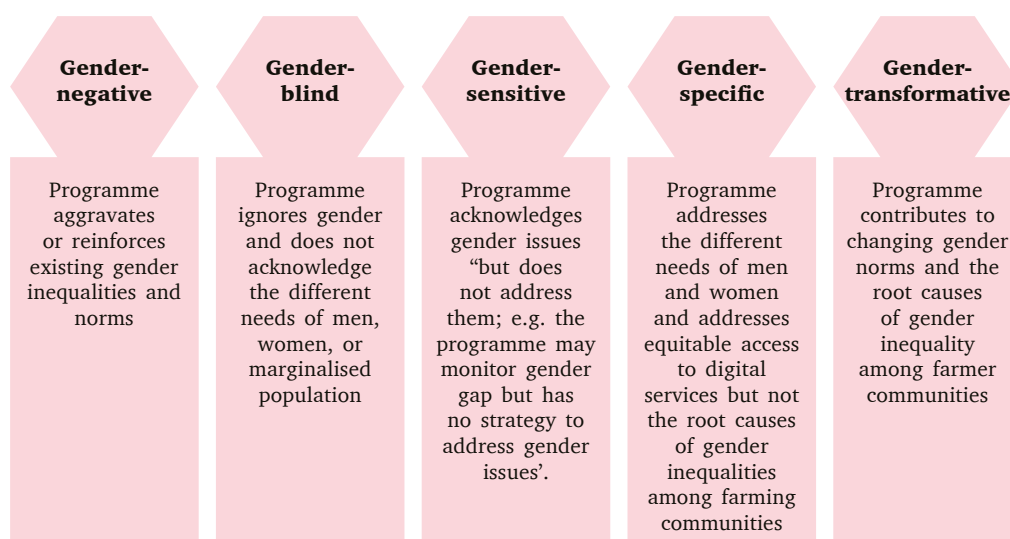 Gender-
negative
Programme
aggravates
or reinforces
existing gender
inequalities and
norms
Gender-
blind
Programme
ignores gender
and does not
acknowledge
the different
needs of men,
women, or
marginalised
population
Gender-
sensitive
Programme
acknowledges
gender issues
“but does
not address
them; e.g. the
programme may
monitor gender
gap but has
no strategy to
address gender
issues’.
Gender-
specific
Programme
addresses
the different
needs of men
and women
and addresses
equitable access
to digital
services but not
the root causes
of gender
inequalities
among farming
communities
Gender-
transformative
Programme
contributes to
changing gender
norms and the
root causes
of gender
inequality
among farmer
communities